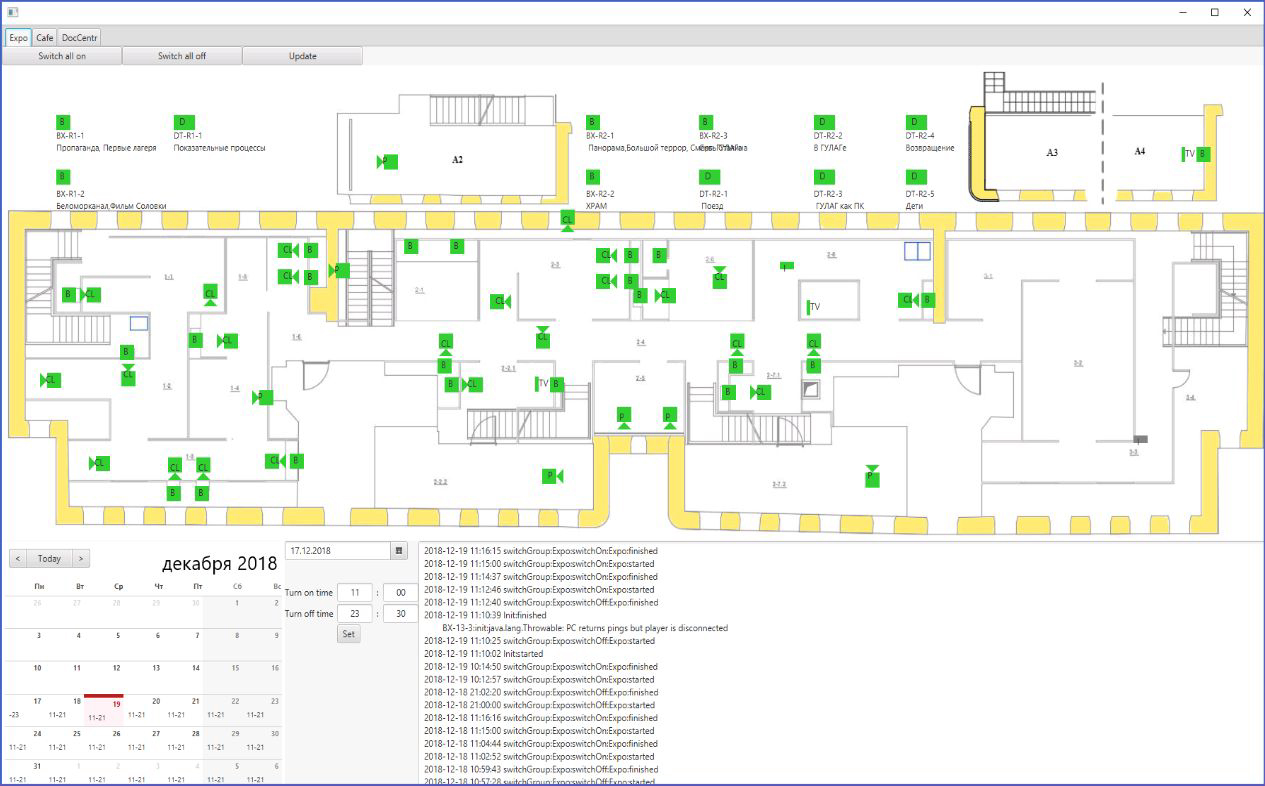 Expo Cafe DocCentr
Switch all on Switch all off Update
B D B B D D
BX-R1-1 DT-R1-1 BX-R2-1 BX-R2-3 DT-R2-2 DT-R2-4
Пропаганда, Первые лагеря Показательные процессы Панорама,Большой террор, В ГУЛАГе Возвращение
P A2 A3 A4 TV B
B B D D D
BX-R1-2 BX-R2-2 DT-R2-1 DT-R2-3 DT-R2-5
Беломорканал,Фильм Соловки ХРАМ Поезд ГУЛАГ как ПК Дети
CL
CL B B B CL B B
CL B P CL B CL
B CL CL CL B CL CL CL B
TV
B CL CL CL CL CL
B B B B
CL CL B CL TV B B CL
P P P
CL CL CL CL B P P
B B
< Today > декабря 2018
Пн Вт Ср Чт Пт Сб Вс
26 27 28 29 30 1 2
3 4 5 6 7 8 9
10 11 12 13 14 15 16
17 18 19 20 21 22 23
-23 11-21 11-21 11-21 11-21 11-21 11-21
24 25 26 27 28 29 30
11-21 11-21 11-21 11-21 11-21 11-21 11-21
31 1 2 3 4 5 6
11-21 11-21 11-21 11-21 11-21 11-21 11-21
17.12.2018
Turn on time 11 : 00
Turn off time 23 : 30
Set
2018-12-19 11:16:15 switchGroup:Expo:switchOn:Expo:finished
2018-12-19 11:15:00 switchGroup:Expo:switchOn:Expo:started
2018-12-19 11:14:37 switchGroup:Expo:switchOn:Expo:finished
2018-12-19 11:12:46 switchGroup:Expo:switchOn:Expo:started
2018-12-19 11:12:40 switchGroup:Expo:switchOff:Expo:finished
2018-12-19 11:10:39 Init:finished
BX-13-3:init:java.lang.Throwable: PC returns pings but player is disconnected
2018-12-19 11:10:25 switchGroup:Expo:switchOff:Expo:started
2018-12-19 11:10:02 Init:started
2018-12-19 10:14:50 switchGroup:Expo:switchOn:Expo:finished
2018-12-19 10:12:57 switchGroup:Expo:switchOn:Expo:started
2018-12-18 21:02:20 switchGroup:Expo:switchOff:Expo:finished
2018-12-18 21:00:00 switchGroup:Expo:switchOff:Expo:started
2018-12-18 11:16:16 switchGroup:Expo:switchOn:Expo:finished
2018-12-18 11:15:00 switchGroup:Expo:switchOn:Expo:started
2018-12-18 11:04:44 switchGroup:Expo:switchOn:Expo:finished
2018-12-18 11:02:52 switchGroup:Expo:switchOn:Expo:started
2018-12-18 10:59:43 switchGroup:Expo:switchOff:Expo:finished
2018-12-18 10:57:28 switchGroup:Expo:switchOff:Expo:started